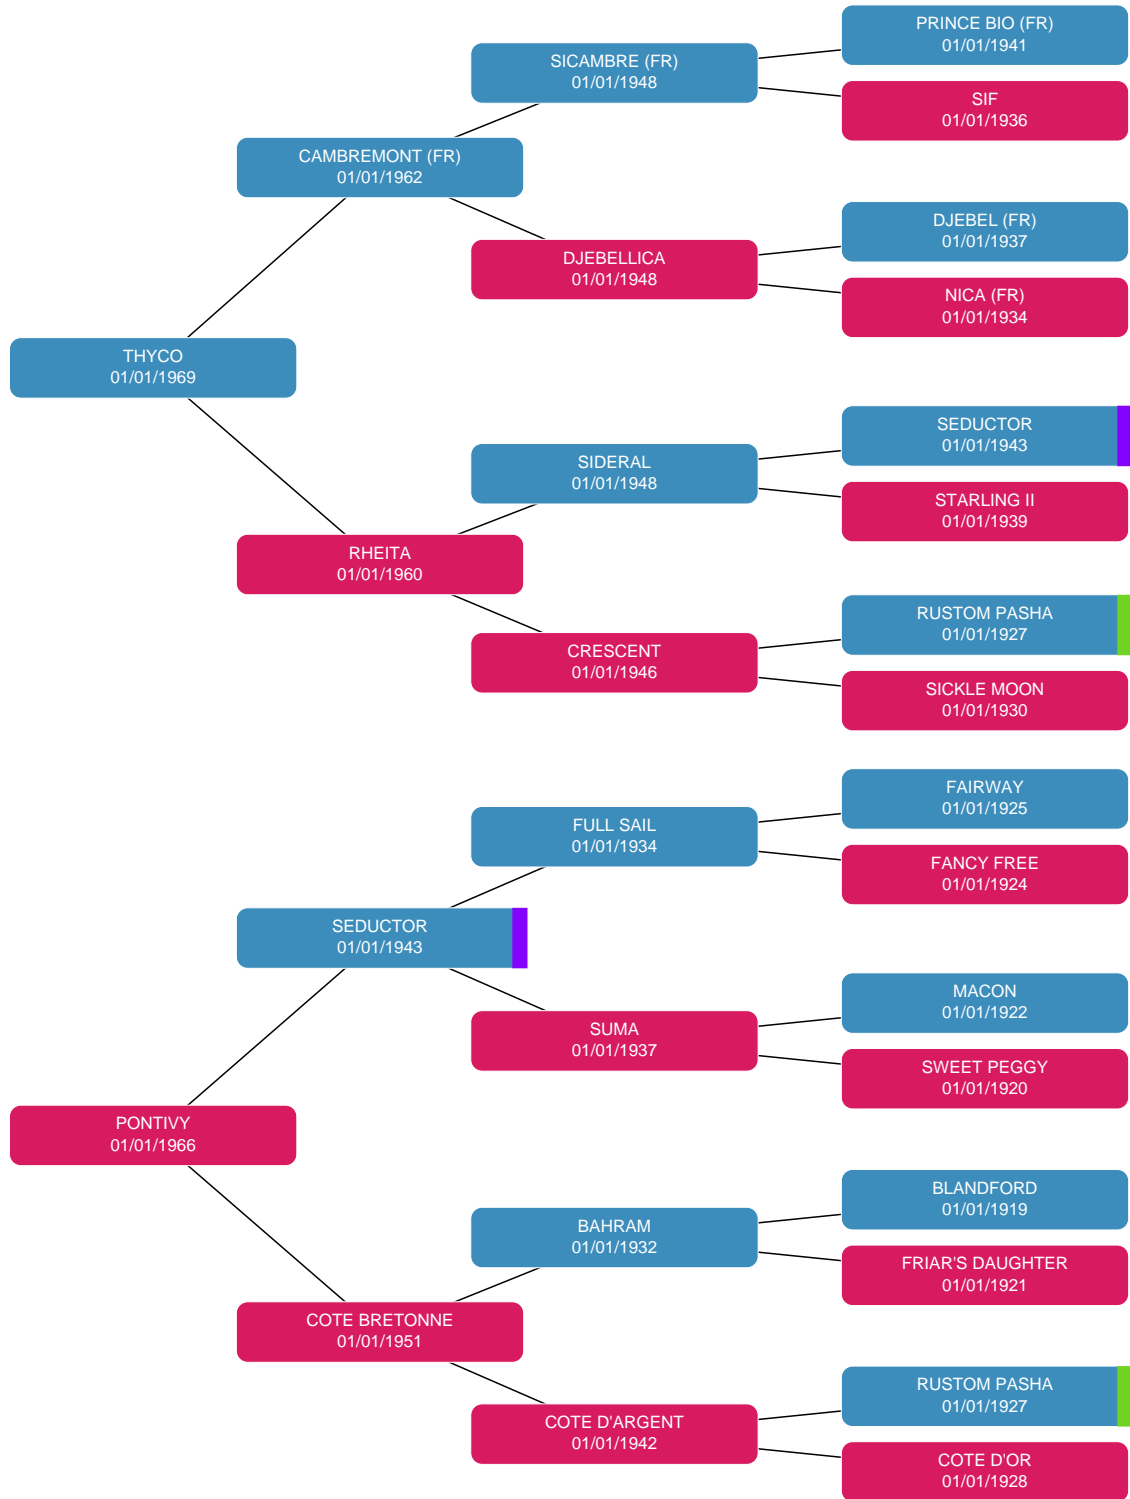 PRINCE BIO (FR)
01/01/1941
SICAMBRE (FR)
01/01/1948
SIF
01/01/1936
CAMBREMONT (FR)
01/01/1962
DJEBEL (FR)
01/01/1937
DJEBELLICA
01/01/1948
NICA (FR)
01/01/1934
THYCO
01/01/1969
SEDUCTOR
01/01/1943
SIDERAL
01/01/1948
STARLING II
01/01/1939
RHEITA
01/01/1960
RUSTOM PASHA
01/01/1927
CRESCENT
01/01/1946
SICKLE MOON
01/01/1930
FAIRWAY
01/01/1925
FULL SAIL
01/01/1934
FANCY FREE
01/01/1924
SEDUCTOR
01/01/1943
MACON
01/01/1922
SUMA
01/01/1937
SWEET PEGGY
01/01/1920
PONTIVY
01/01/1966
BLANDFORD
01/01/1919
BAHRAM
01/01/1932
FRIAR'S DAUGHTER
01/01/1921
COTE BRETONNE
01/01/1951
RUSTOM PASHA
01/01/1927
COTE D'ARGENT
01/01/1942
COTE D'OR
01/01/1928